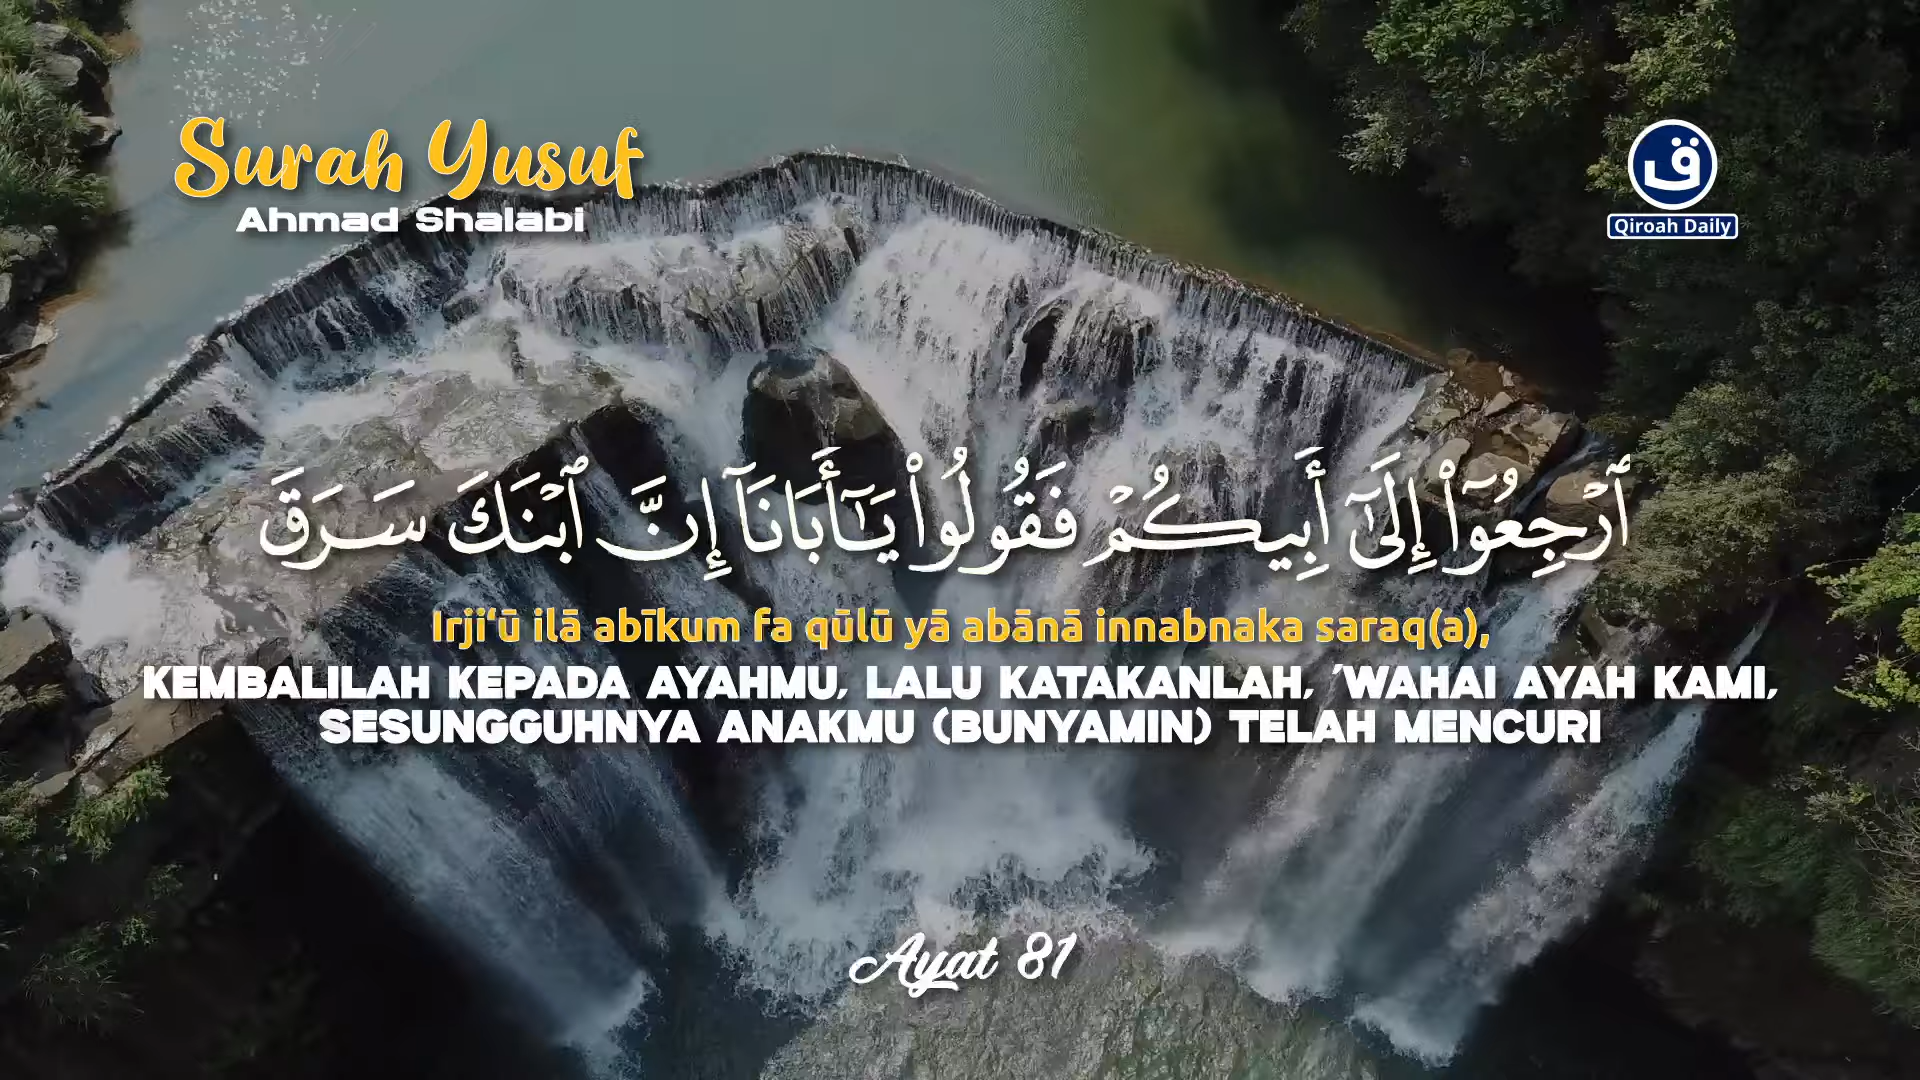 Surah Yusuf
Ahmad Shalabi
ق
Qiroah Daily
ٱرْجِعُوٓا۟ إِلَىٰٓ أَبِيكُمْ فَقُولُوا۟ يَـٰٓأَبَانَآ إِنَّ ٱبْنَكَ سَرَقَ
Irji‘ū ilā abīkum fa qūlū yā abānā innabnaka saraq(a),
KEMBALILAH KEPADA AYAHMU, LALU KATAKANLAH, ‘WAHAI AYAH KAMI,
SESUNGGUHNYA ANAKMU (BUNYAMIN) TELAH MENCURI
Ayat 81